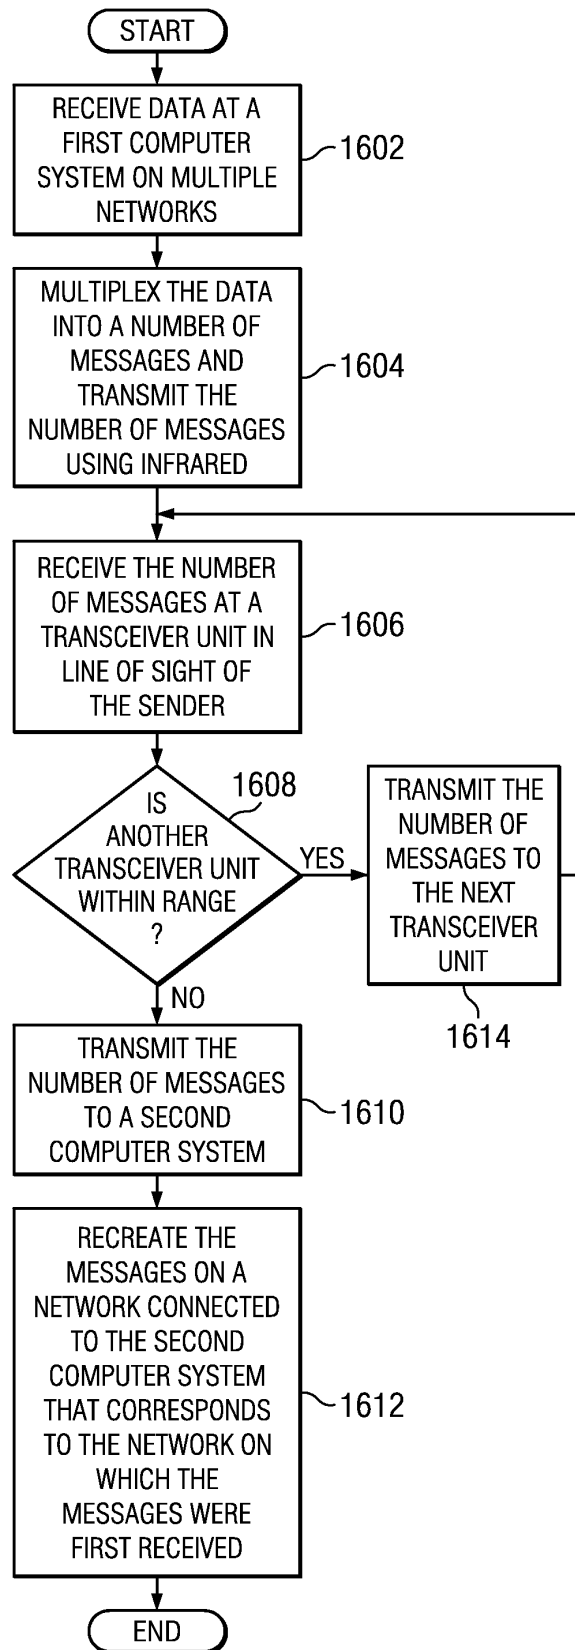 START
RECEIVE DATA AT A
FIRST COMPUTER
SYSTEM ON MULTIPLE
NETWORKS
1602
MULTIPLEX THE DATA
INTO A NUMBER OF
MESSAGES AND
TRANSMIT THE
NUMBER OF MESSAGES
USING INFRARED
1604
RECEIVE THE NUMBER
OF MESSAGES AT A
TRANSCEIVER UNIT IN
LINE OF SIGHT OF
THE SENDER
1606
IS
ANOTHER
TRANSCEIVER UNIT
WITHIN RANGE
?
1608
YES
TRANSMIT THE
NUMBER OF
MESSAGES TO
THE NEXT
TRANSCEIVER
UNIT
1614
NO
TRANSMIT THE
NUMBER OF MESSAGES
TO A SECOND
COMPUTER SYSTEM
1610
RECREATE THE
MESSAGES ON A
NETWORK CONNECTED
TO THE SECOND
COMPUTER SYSTEM
THAT CORRESPONDS
TO THE NETWORK ON
WHICH THE
MESSAGES WERE
FIRST RECEIVED
1612
END